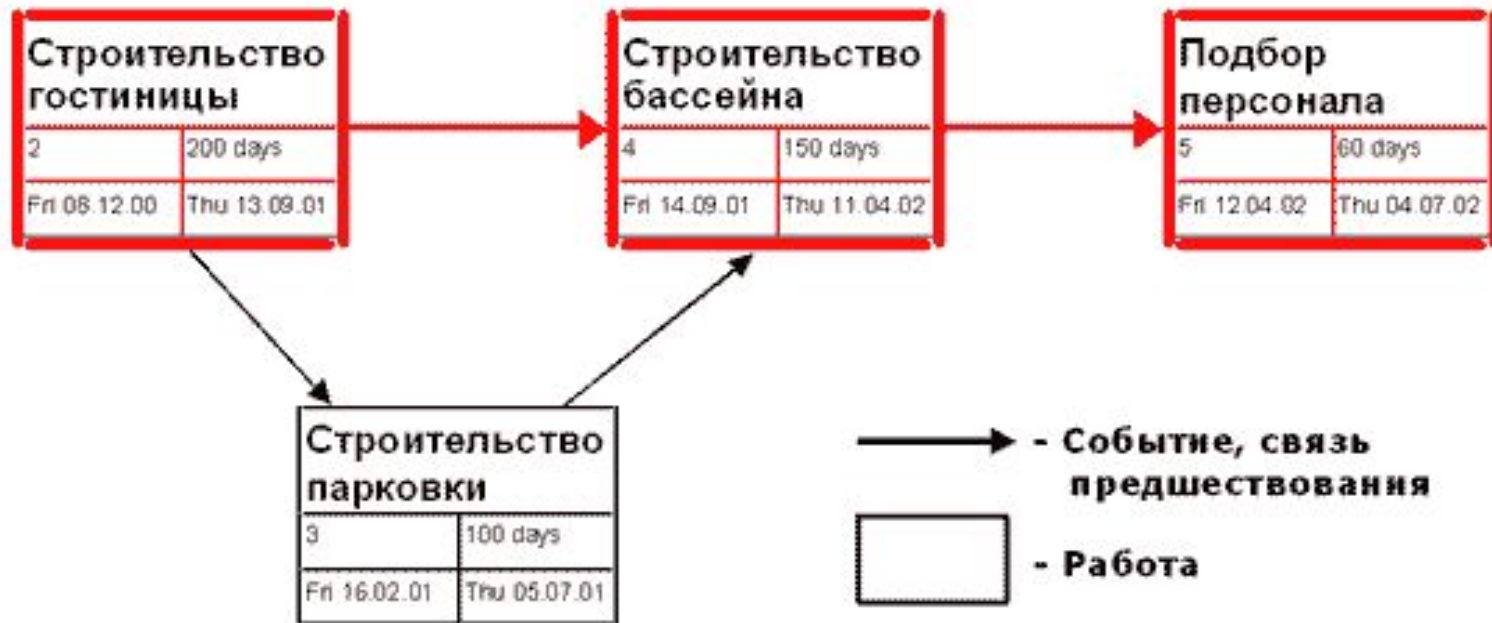 Строительство
гостиницы
2
200 days
Fri 08.12.00
Thu 13.09.01
Строительство
бассейна
4
150 days
Fri 14.09.01
Thu 11.04.02
Подбор
персонала
5
60 days
Fri 12.04.02
Thu 04.07.02
Строительство
парковки
3
100 days
Fri 16.02.01
Thu 05.07.01
- Событие, связь
предшествования
- Работа